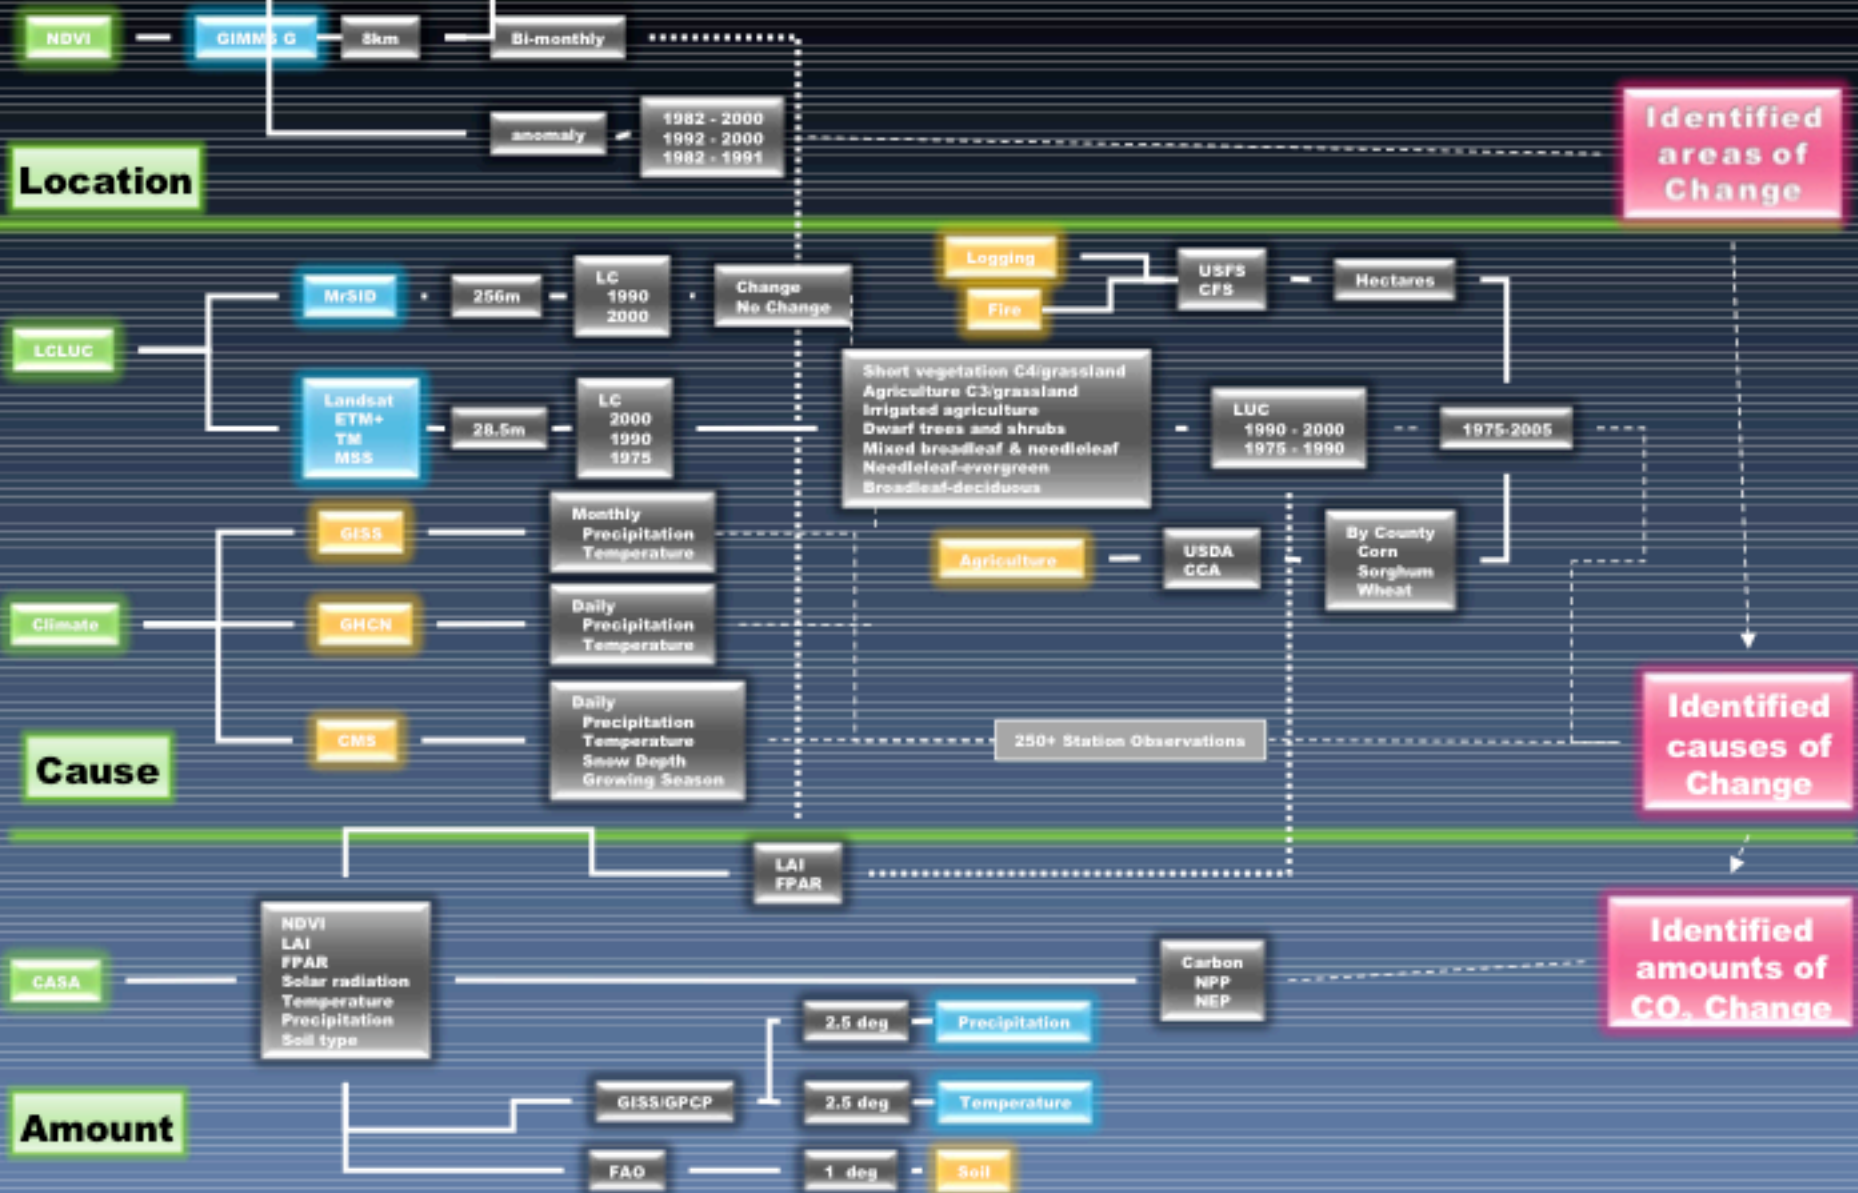 NDVI
GIMMS G
8km
Bi-monthly
anomaly
1982 - 2000
1992 - 2000
1982 - 1991
Identified
areas of
Change
Location
Logging
Fire
USFS
CFS
Hectares
MrSID
256m
LC
1990
2000
Change
No Change
LCLUC
Landsat
ETM+
TM
MSS
28.5m
LC
2000
1990
1975
Short vegetation C4/grassland
Agriculture C3/grassland
Irrigated agriculture
Dwarf trees and shrubs
Mixed broadleaf & needleleaf
Needleleaf-evergreen
Broadleaf-deciduous
LUC
1990 - 2000
1975 - 1990
1975-2005
GISS
Monthly
Precipitation
Temperature
Agriculture
USDA
CCA
By County
Corn
Sorghum
Wheat
Climate
GHCN
Daily
Precipitation
Temperature
CMS
Daily
Precipitation
Temperature
Snow Depth
Growing Season
250+ Station Observations
Identified
causes of
Change
Cause
LAI
FPAR
CASA
NDVI
LAI
FPAR
Solar radiation
Temperature
Precipitation
Soil type
Carbon
NPP
NEP
Identified
amounts of
CO₂ Change
2.5 deg
Precipitation
GISS/GPCP
2.5 deg
Temperature
Amount
FAO
1 deg
Soil